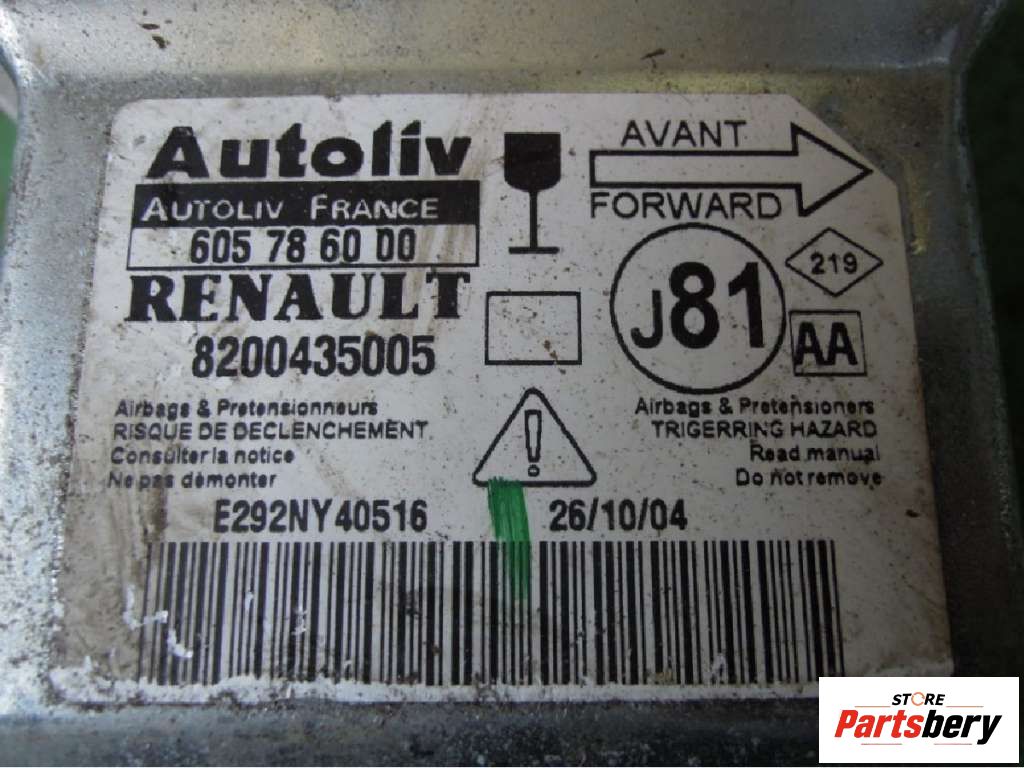 Autoliv
AUTOLIV FRANCE
605 78 60 00
RENAULT
8200435005
AVANT
FORWARD
J81
219
AA
Airbags & Pretensionneurs
RISQUE DE DECLENCHEMENT
Consulter la notice
Ne pas démonter
!
Airbags & Pretensioners
TRIGERRING HAZARD
Read manual
Do not remove
E292NY40516
26/10/04
STORE
Partsbery